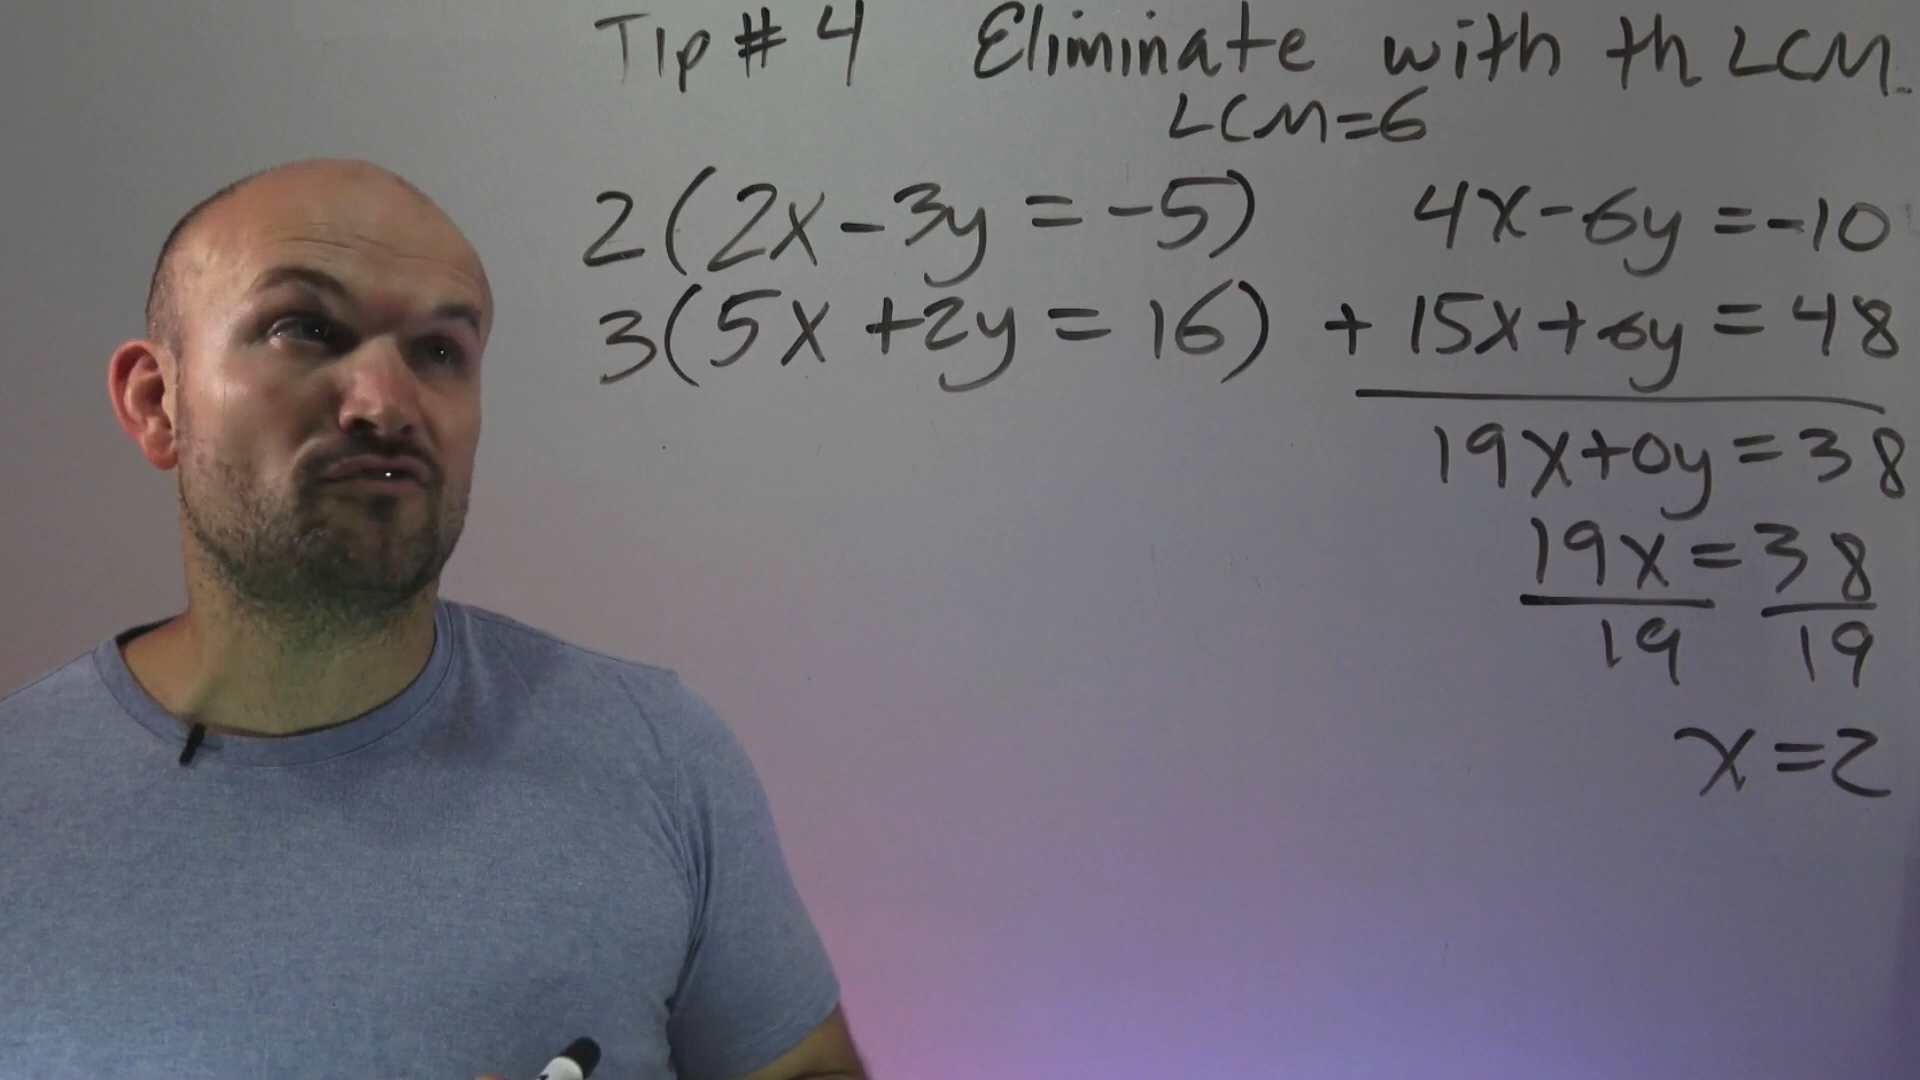 Tip # 4 Eliminate with th LCM.
LCM=6
2(2x-3y=-5) 4x-6y=-10
3(5x+2y=16) + 15x+6y=48
19x+0y=38
19x=38
19 19
x=2